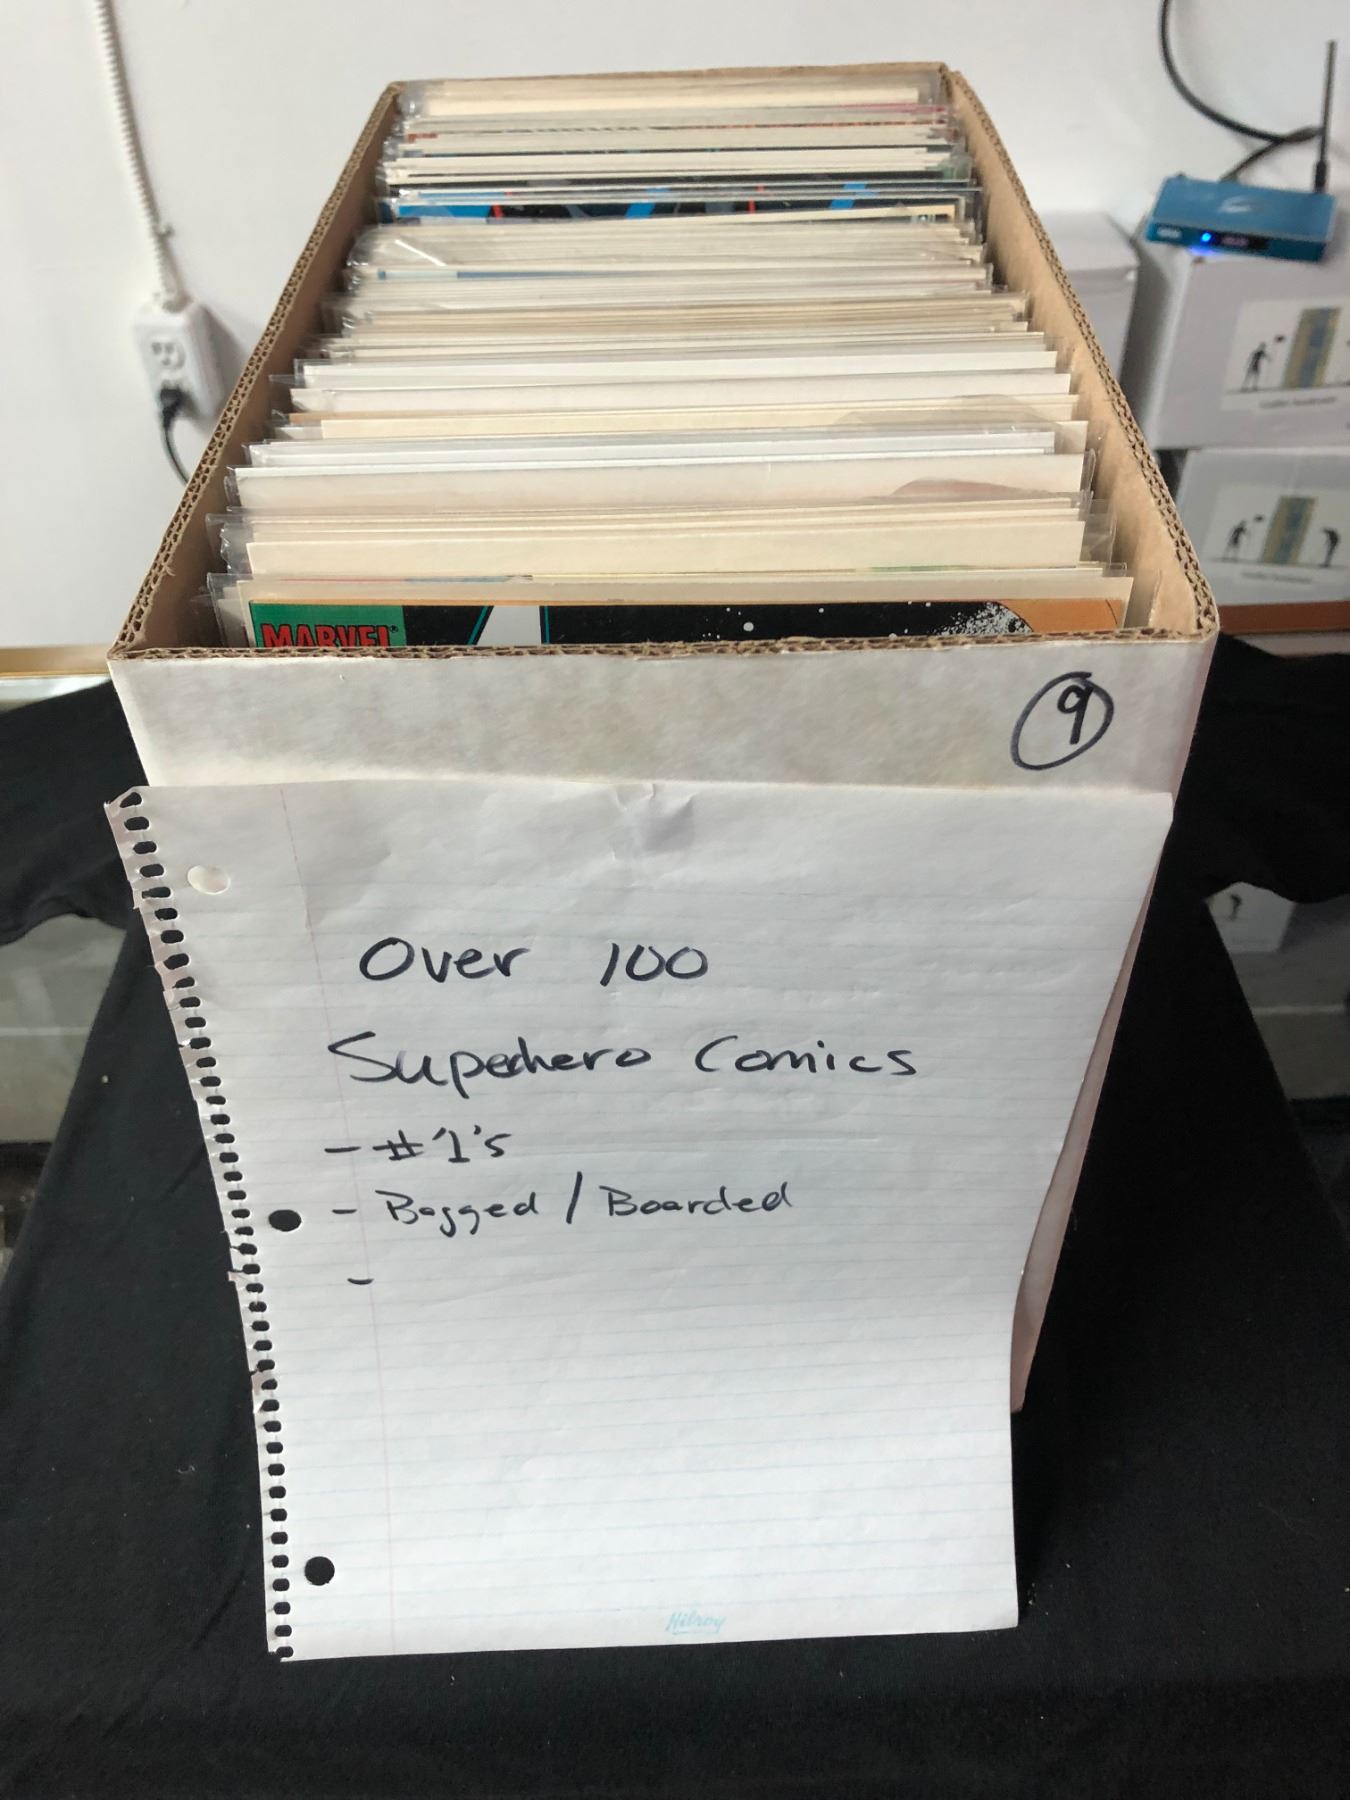 MARVEL
9
Over 100
Superhero Comics
- #'1's
- Bagged / Boarded
-
Hilroy